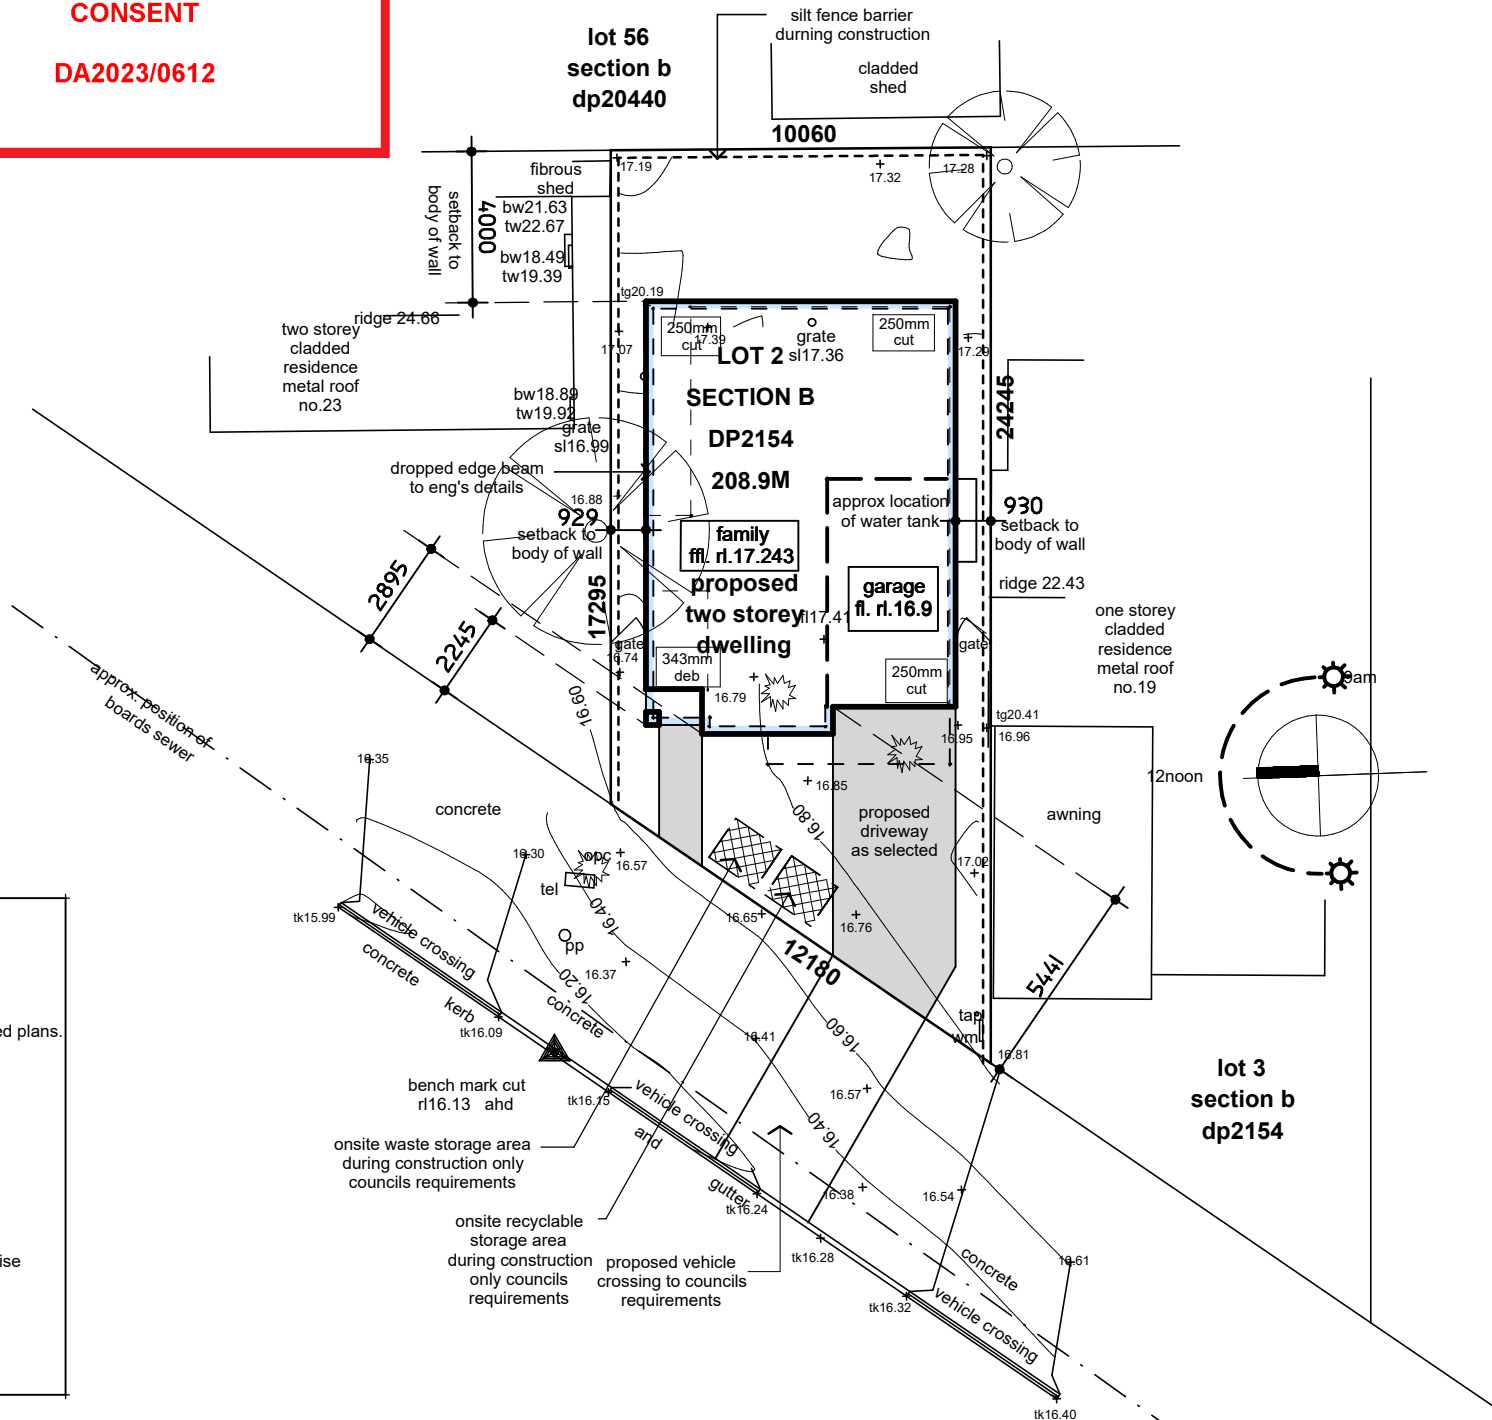 CONSENT
DA2023/0612
lot 56
section b
dp20440
silt fence barrier
durning construction
cladded
shed
10060
fibrous
shed
17.19
17.32
17.28
setback to
body of wall
4000
bw21.63
tw22.67
bw18.49
tw19.39
tg20.19
ridge 24.66
two storey
cladded
residence
metal roof
no.23
250mm
cut
17.39
grate
sl17.36
250mm
cut
17.07
17.29
LOT 2
SECTION B
DP2154
208.9M
24245
bw18.89
tw19.92
grate
sl16.99
dropped edge beam
to eng's details
16.88
929
setback to
body of wall
approx location
of water tank
930
setback to
body of wall
family
ffl. rl.17.243
proposed
two storey
dwelling
garage
fl. rl.16.9
fl17.41
ridge 22.43
one storey
cladded
residence
metal roof
no.19
2895
2245
17295
gate
16.74
343mm
deb
16.79
250mm
cut
gate
9am
12noon
approx. position of
boards sewer
16.60
tg20.41
16.96
16.95
16.35
concrete
16.85
16.80
proposed
driveway
as selected
awning
16.30
opc
16.57
tel
17.02
tk15.99
vehicle crossing
concrete
kerb
16.40
16.65
16.76
pp
16.37
16.20
12180
5441
tk16.09
concrete
16.41
16.60
tap
wm
16.81
bench mark cut
rl16.13 ahd
tk16.15
vehicle crossing
and
gutter
16.57
16.40
lot 3
section b
dp2154
onsite waste storage area
during construction only
councils requirements
16.38
16.54
tk16.24
onsite recyclable
storage area
during construction
only councils
requirements
proposed vehicle
crossing to councils
requirements
tk16.28
concrete
16.61
tk16.32
vehicle crossing
tk16.40
ed plans.
ise